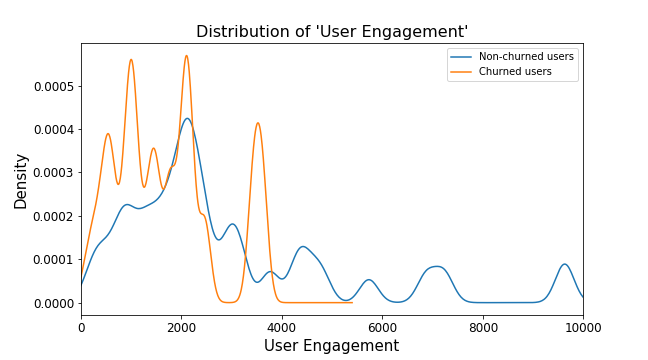 Distribution of 'User Engagement'
Non-churned users
Churned users
0.0005
0.0004
0.0003
0.0002
0.0001
0.0000
Density
0 2000 4000 6000 8000 10000
User Engagement